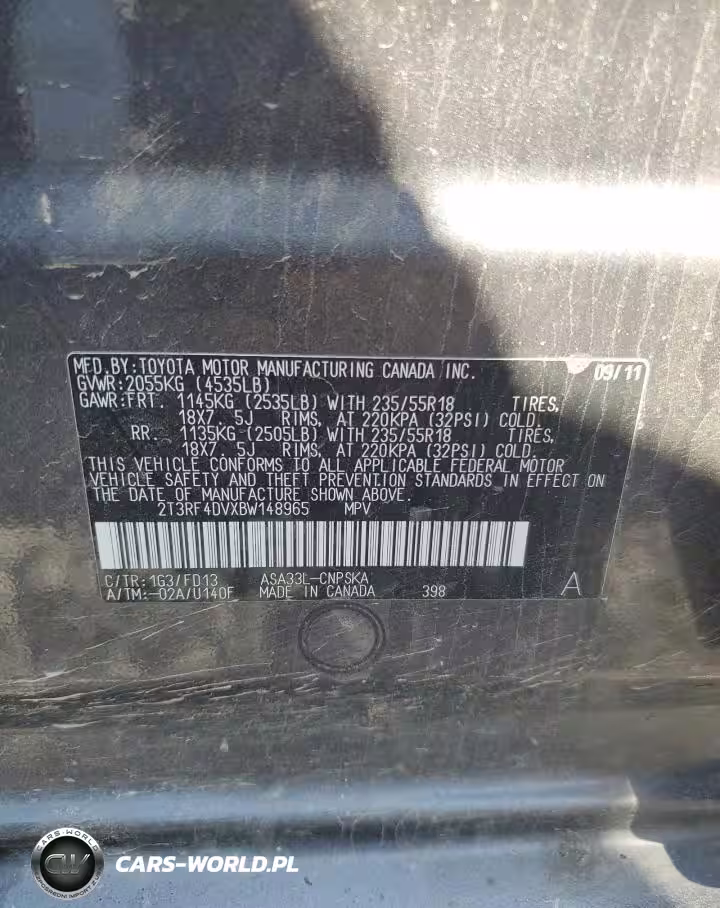 MFD.BY:TOYOTA MOTOR MANUFACTURING CANADA INC. 09/11
GVWR:2055KG (4535LB)
GAWR:FRT. 1145KG (2535LB) WITH 235/55R18 TIRES,
18X7. 5J RIMS, AT 220KPA (32PSI) COLD.
RR. 1135KG (2505LB) WITH 235/55R18 TIRES,
18X7. 5J RIMS, AT 220KPA (32PSI) COLD.
THIS VEHICLE CONFORMS TO ALL APPLICABLE FEDERAL MOTOR
VEHICLE SAFETY AND THEFT PREVENTION STANDARDS IN EFFECT ON
THE DATE OF MANUFACTURE SHOWN ABOVE.
2T3RF4DVXBW148965 MPV
C/TR:1G3/FD13 ASA33L-CNPSKA
A/TM:-02A/U140F MADE IN CANADA 398 A
CARS-WORLD
CW
CARS-WORLD.PL